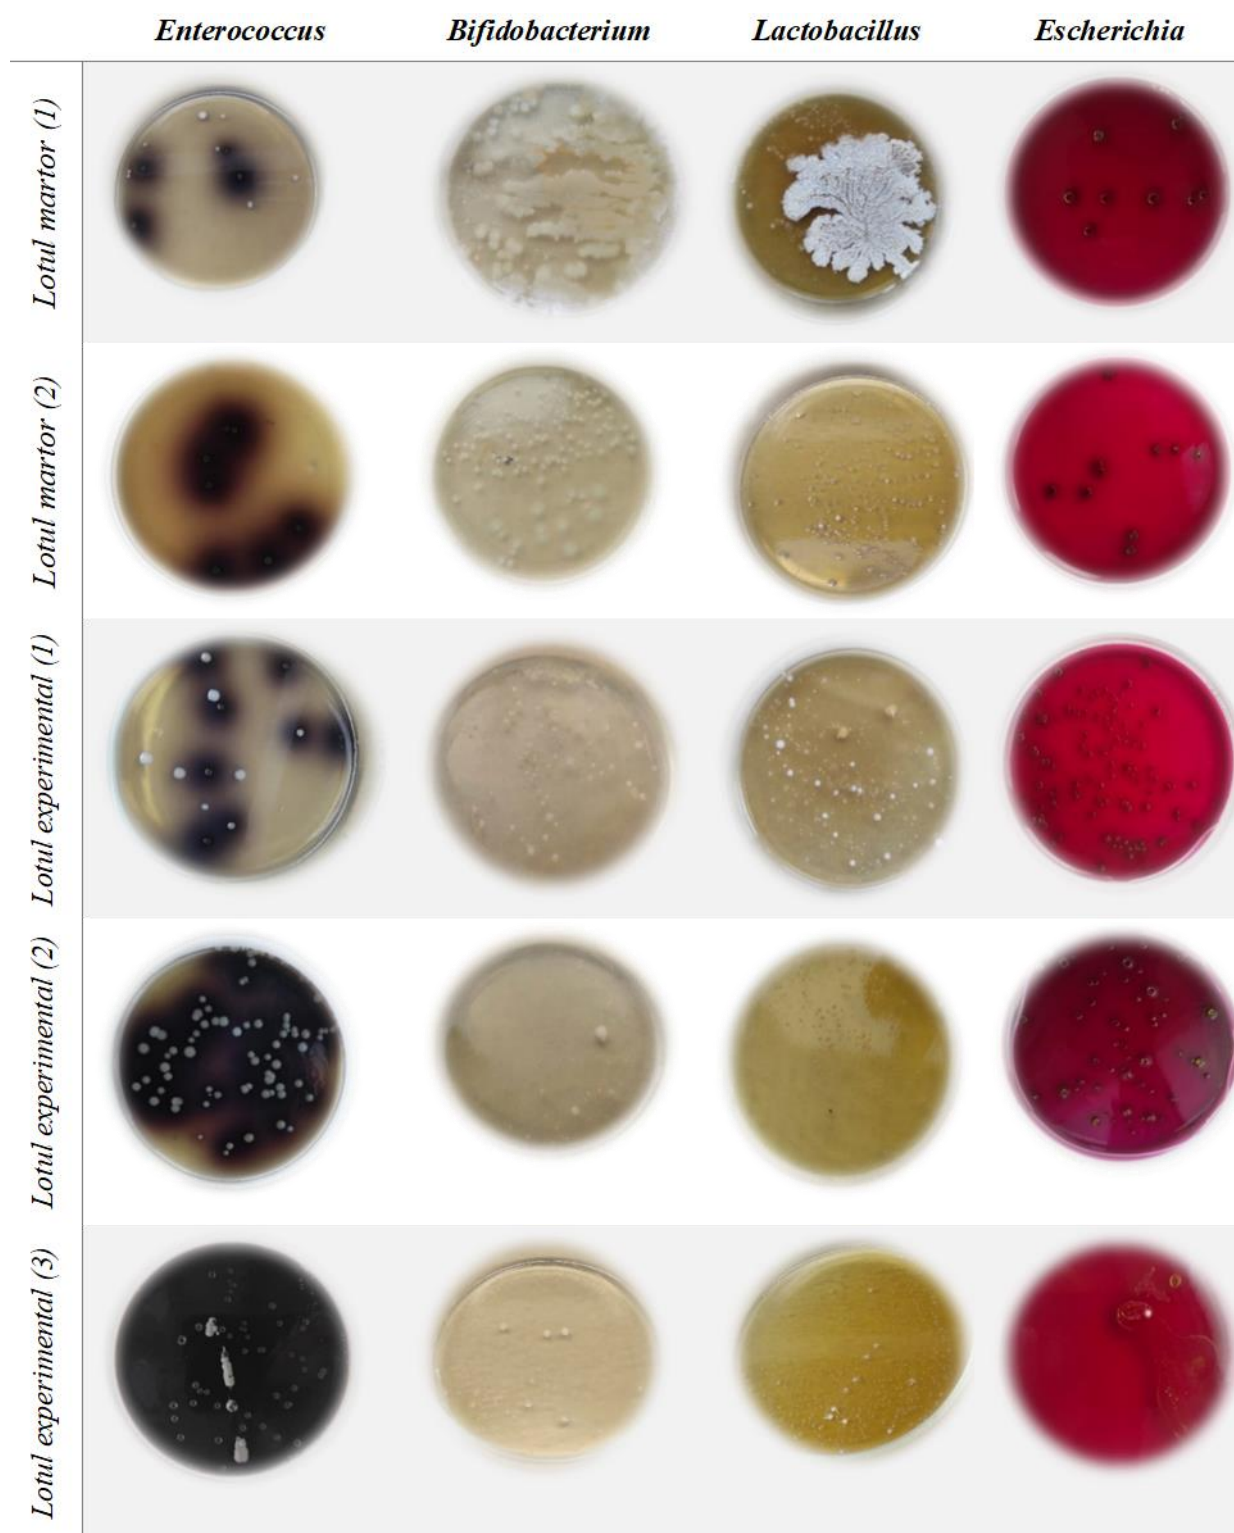 Enterococcus Bifidobacterium Lactobacillus Escherichia
Lotul martor (1)
Lotul martor (2)
Lotul experimental (1)
Lotul experimental (2)
Lotul experimental (3)